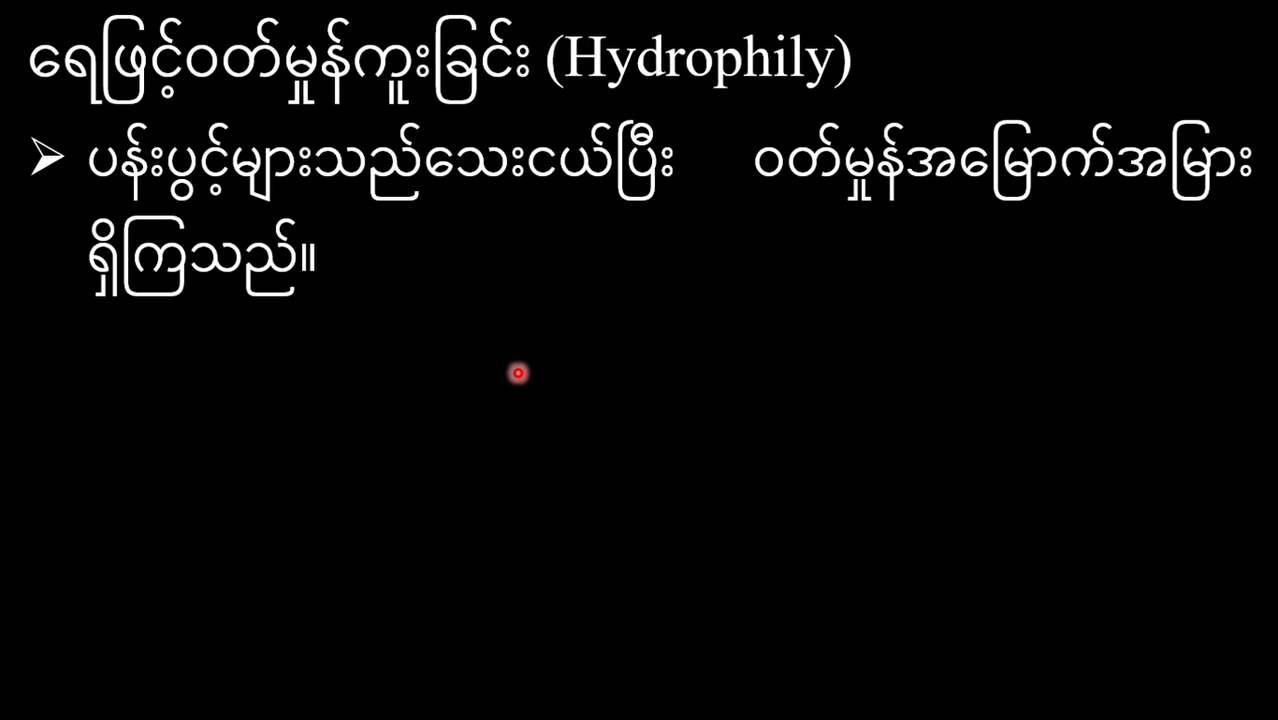 ရေဖြင့်ဝတ်မှုန်ကူးခြင်း (Hydrophily)
➢ ပန်းပွင့်များသည်သေးငယ်ပြီး ဝတ်မှုန်အမြောက်အမြား
ရှိကြသည်။